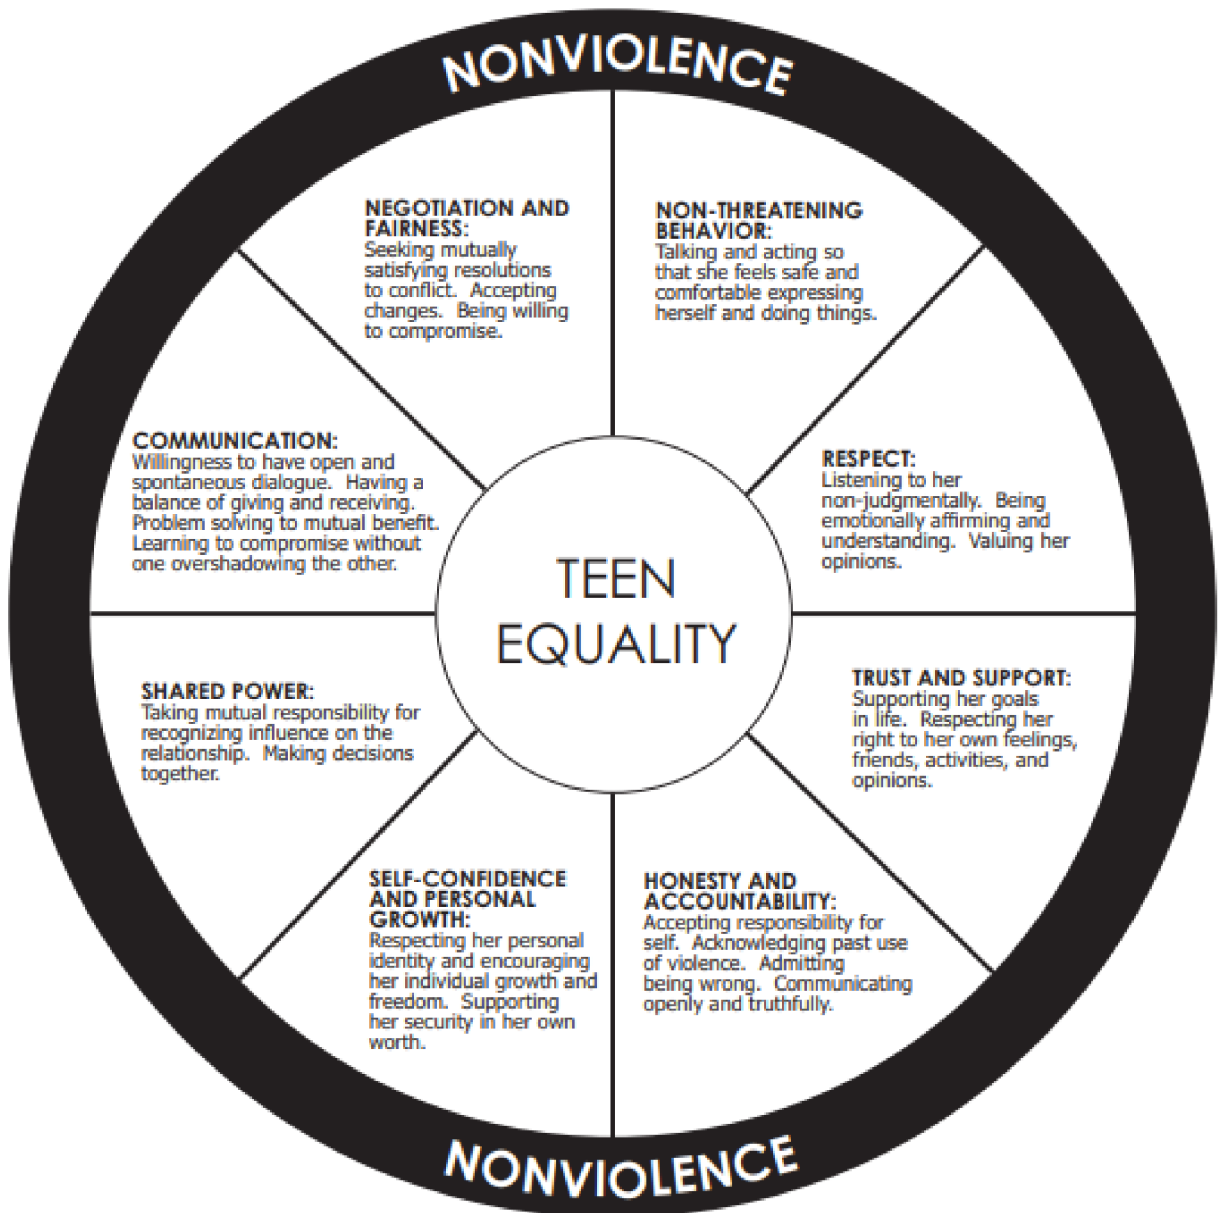 NONVIOLENCE
NEGOTIATION AND
FAIRNESS:
Seeking mutually
satisfying resolutions
to conflict.  Accepting
changes.  Being willing
to compromise.
NON-THREATENING
BEHAVIOR:
Talking and acting so
that she feels safe and
comfortable expressing
herself and doing things.
COMMUNICATION:
Willingness to have open and
spontaneous dialogue.  Having a
balance of giving and receiving.
Problem solving to mutual benefit.
Learning to compromise without
one overshadowing the other.
RESPECT:
Listening to her
non-judgmentally.  Being
emotionally affirming and
understanding.  Valuing her
opinions.
TEEN
EQUALITY
SHARED POWER:
Taking mutual responsibility for
recognizing influence on the
relationship.  Making decisions
together.
TRUST AND SUPPORT:
Supporting her goals
in life.  Respecting her
right to her own feelings,
friends, activities, and
opinions.
SELF-CONFIDENCE
AND PERSONAL
GROWTH:
Respecting her personal
identity and encouraging
her individual growth and
freedom.  Supporting
her security in her own
worth.
HONESTY AND
ACCOUNTABILITY:
Accepting responsibility for
self.  Acknowledging past use
of violence.  Admitting
being wrong.  Communicating
openly and truthfully.
NONVIOLENCE